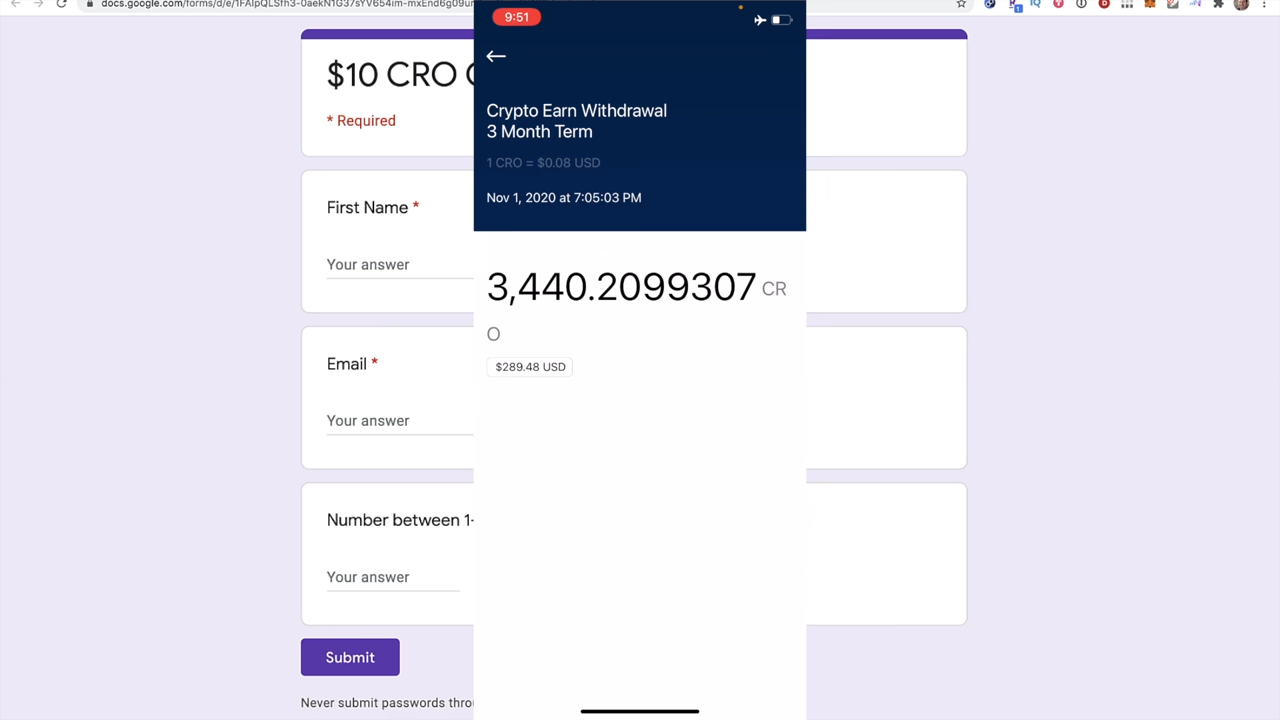 9:51
Crypto Earn Withdrawal
3 Month Term
1 CRO = $0.08 USD
Nov 1, 2020 at 7:05:03 PM
3,440.2099307 CR
O
$289.48 USD
$10 CRO
* Required
First Name *
Your answer
Email *
Your answer
Number between 1-
Your answer
Submit
Never submit passwords